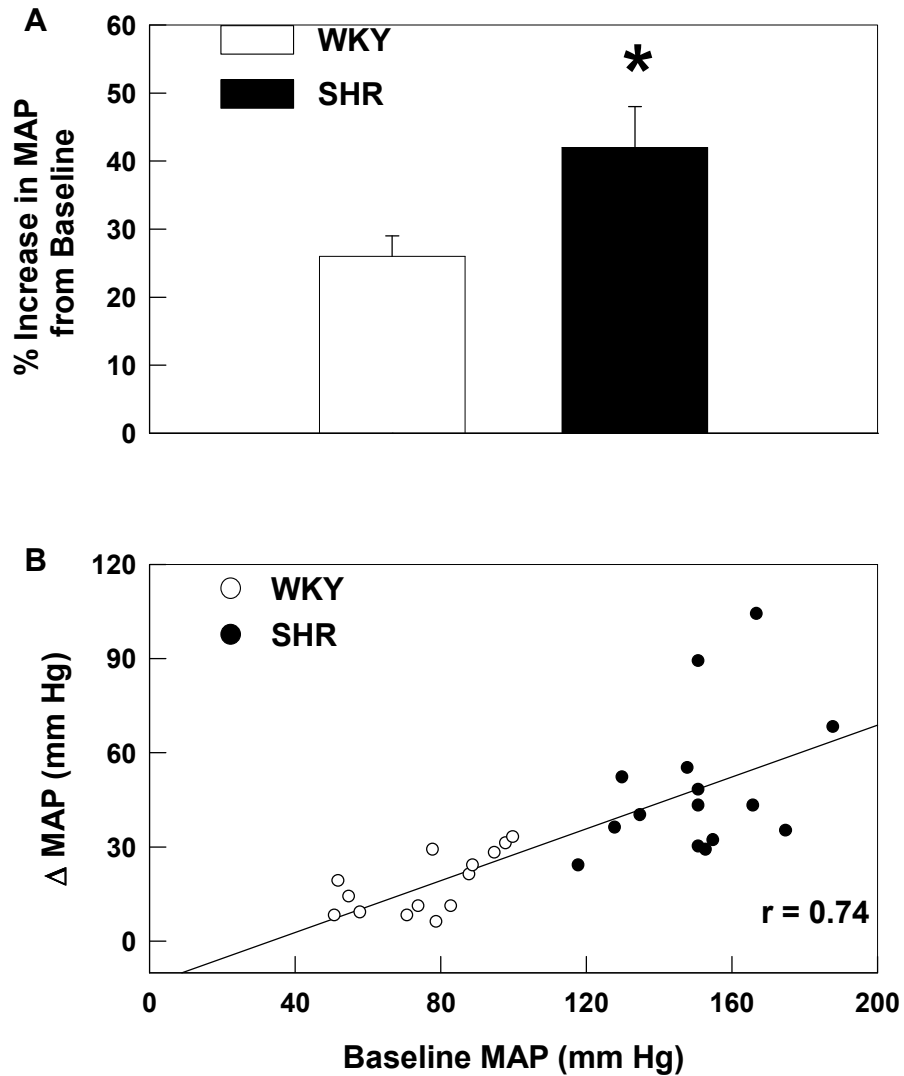 A
% Increase in MAP
from Baseline
60
50
40
30
20
10
0
WKY
SHR
*
B
Δ MAP (mm Hg)
120
90
60
30
0
WKY
SHR
r = 0.74
0 40 80 120 160 200
Baseline MAP (mm Hg)